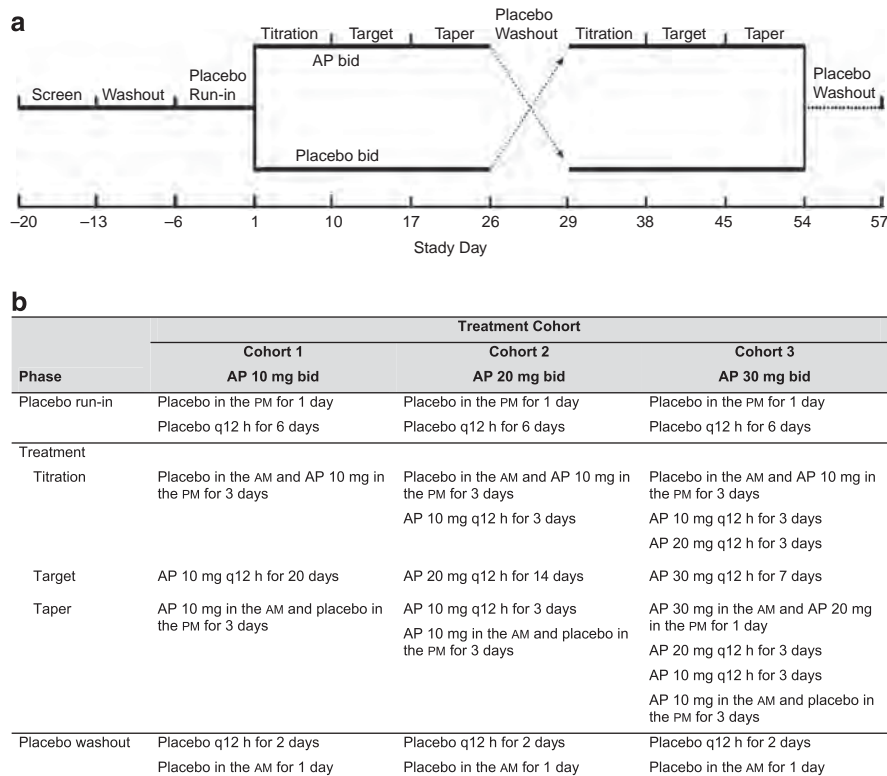 a
Titration Target Taper Placebo Washout Titration Target Taper
AP bid
Screen Washout Placebo Run-in
Placebo Washout
Placebo bid
–20 –13 –6 1 10 17 26 29 38 45 54 57
Stady Day
b
Treatment Cohort
Cohort 1 Cohort 2 Cohort 3
Phase AP 10 mg bid AP 20 mg bid AP 30 mg bid
Placebo run-in Placebo in the PM for 1 day Placebo in the PM for 1 day Placebo in the PM for 1 day
Placebo q12 h for 6 days Placebo q12 h for 6 days Placebo q12 h for 6 days
Treatment
Titration Placebo in the AM and AP 10 mg in Placebo in the AM and AP 10 mg in Placebo in the AM and AP 10 mg in
the PM for 3 days the PM for 3 days the PM for 3 days
AP 10 mg q12 h for 3 days AP 10 mg q12 h for 3 days
AP 20 mg q12 h for 3 days
Target AP 10 mg q12 h for 20 days AP 20 mg q12 h for 14 days AP 30 mg q12 h for 7 days
Taper AP 10 mg in the AM and placebo in AP 10 mg q12 h for 3 days AP 30 mg in the AM and AP 20 mg
the PM for 3 days AP 10 mg in the AM and placebo in in the PM for 1 day
the PM for 3 days AP 20 mg q12 h for 3 days
AP 10 mg q12 h for 3 days
AP 10 mg in the AM and placebo in
the PM for 3 days
Placebo washout Placebo q12 h for 2 days Placebo q12 h for 2 days Placebo q12 h for 2 days
Placebo in the AM for 1 day Placebo in the AM for 1 day Placebo in the AM for 1 day